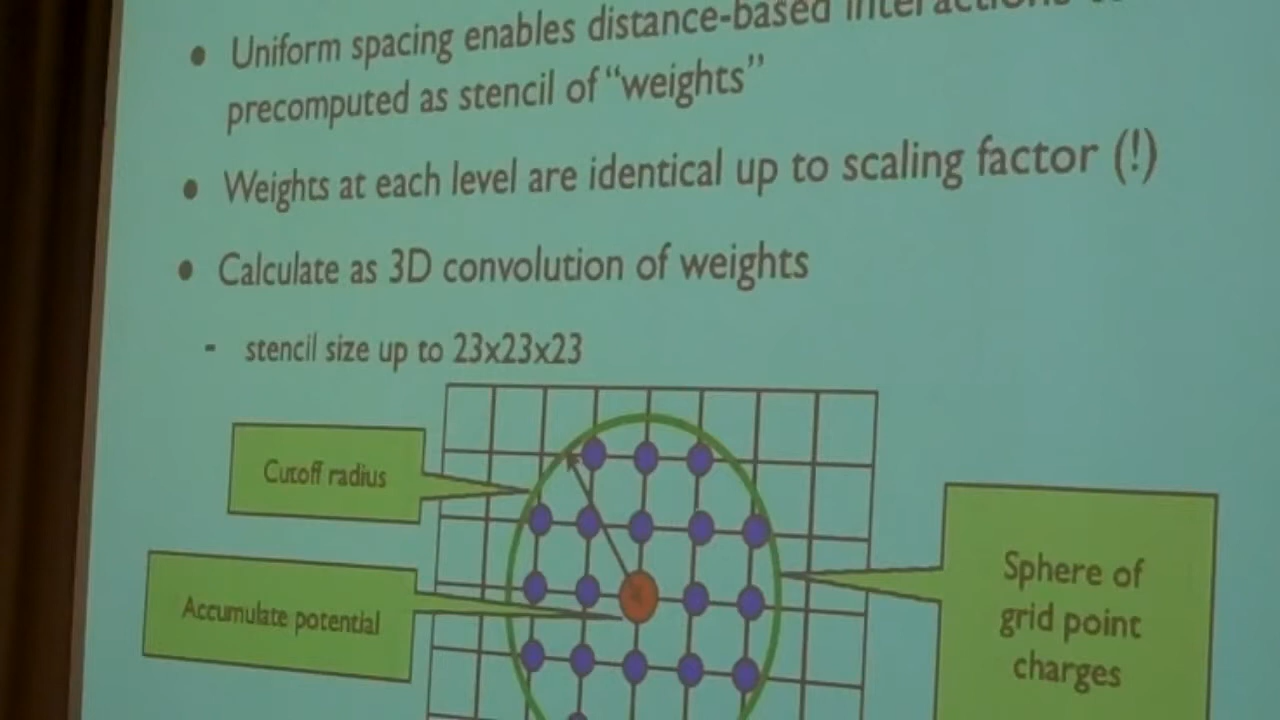 Uniform spacing enables distance-based interactions
precomputed as stencil of “weights”
Weights at each level are identical up to scaling factor (!)
Calculate as 3D convolution of weights
- stencil size up to 23x23x23
Cutoff radius
Accumulate potential
Sphere of
grid point
charges